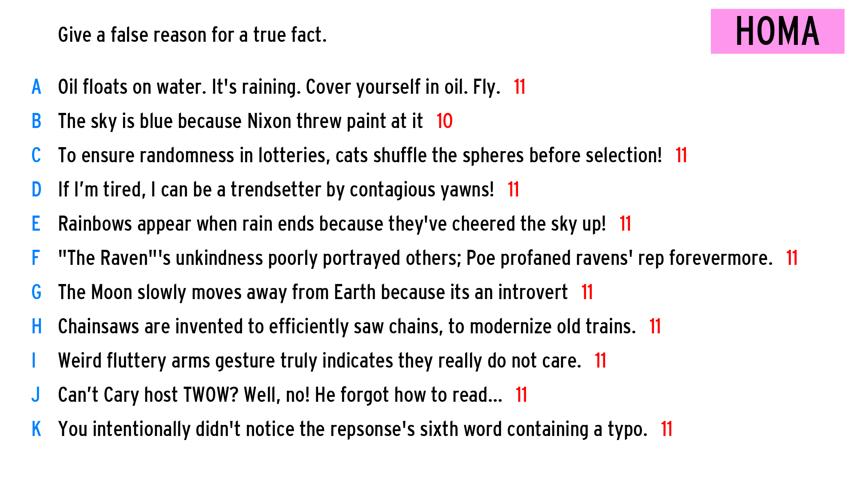 Give a false reason for a true fact.
HOMA
A Oil floats on water. It's raining. Cover yourself in oil. Fly. 11
B The sky is blue because Nixon threw paint at it 10
C To ensure randomness in lotteries, cats shuffle the spheres before selection! 11
D If I'm tired, I can be a trendsetter by contagious yawns! 11
E Rainbows appear when rain ends because they've cheered the sky up! 11
F "The Raven"'s unkindness poorly portrayed others; Poe profaned ravens' rep forevermore. 11
G The Moon slowly moves away from Earth because its an introvert 11
H Chainsaws are invented to efficiently saw chains, to modernize old trains. 11
I Weird fluttery arms gesture truly indicates they really do not care. 11
J Can't Cary host TWOW? Well, no! He forgot how to read... 11
K You intentionally didn't notice the repsonse's sixth word containing a typo. 11